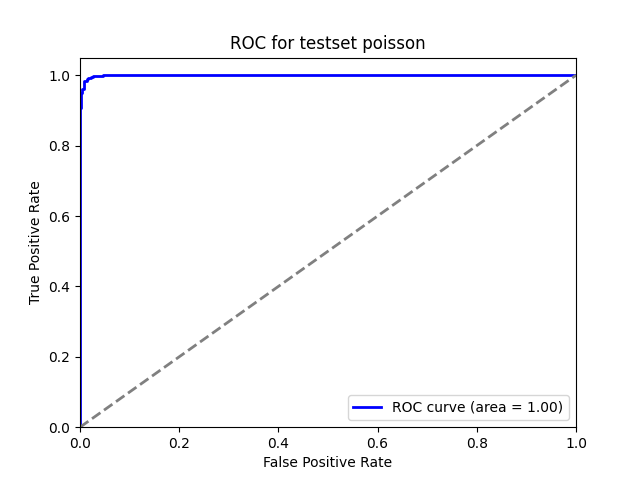 ROC for testset poisson
True Positive Rate
1.0
0.8
0.6
0.4
0.2
0.0
ROC curve (area = 1.00)
0.0 0.2 0.4 0.6 0.8 1.0
False Positive Rate